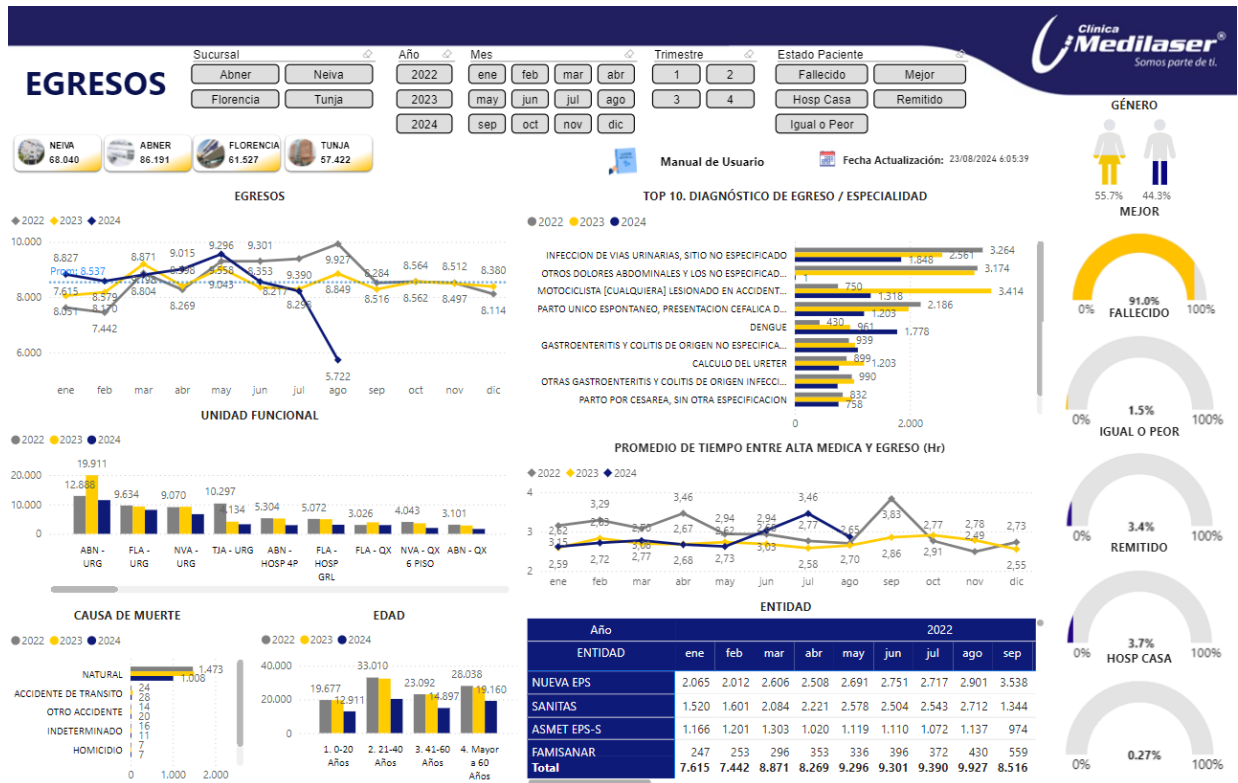 Clínica
Medilaser®
Somos parte de ti.
EGRESOS
Sucursal
Abner
Neiva
Florencia
Tunja
Año
2022
2023
2024
Mes
ene
feb
mar
abr
may
jun
jul
ago
sep
oct
nov
dic
Trimestre
1
2
3
4
Estado Paciente
Fallecido
Mejor
Hosp Casa
Remitido
Igual o Peor
NEIVA
68.040
ABNER
86.191
FLORENCIA
61.527
TUNJA
57.422
Manual de Usuario
Fecha Actualización: 23/08/2024 6:05:39
GÉNERO
55.7%
44.3%
MEJOR
91.0%
0%
100%
FALLECIDO
1.5%
0%
100%
IGUAL O PEOR
3.4%
0%
100%
REMITIDO
3.7%
0%
100%
HOSP CASA
0.27%
EGRESOS
2022 2023 2024
10.000
8.000
6.000
8.827
Prom: 8.537
7.615
8.051
8.579
8.170
7.442
8.871
8.804
9.015
8.269
9.296
9.558
9.043
9.301
8.353
8.217
9.390
8.293
9.927
8.849
5.722
8.284
8.516
8.564
8.562
8.512
8.497
8.380
8.114
ene feb mar abr may jun jul ago sep oct nov dic
TOP 10. DIAGNÓSTICO DE EGRESO / ESPECIALIDAD
2022 2023 2024
INFECCION DE VIAS URINARIAS, SITIO NO ESPECIFICADO
3.264
2.561
1.848
OTROS DOLORES ABDOMINALES Y LOS NO ESPECIFICAD...
3.174
1
MOTOCICLISTA [CUALQUIERA] LESIONADO EN ACCIDENT...
750
3.414
1.318
PARTO UNICO ESPONTANEO, PRESENTACION CEFALICA D...
2.186
1.203
DENGUE
430
961
1.778
GASTROENTERITIS Y COLITIS DE ORIGEN NO ESPECIFICA...
939
CALCULO DEL URETER
899
1.203
OTRAS GASTROENTERITIS Y COLITIS DE ORIGEN INFECCI...
990
PARTO POR CESAREA, SIN OTRA ESPECIFICACION
832
758
0
2.000
UNIDAD FUNCIONAL
2022 2023 2024
20.000
10.000
0
12.888
19.911
9.634
9.070
10.297
4.134
5.304
5.072
3.026
4.043
3.101
ABN - URG
FLA - URG
NVA - URG
TJA - URG
ABN - HOSP 4P
FLA - HOSP GRL
FLA - QX
NVA - QX 6 PISO
ABN - QX
PROMEDIO DE TIEMPO ENTRE ALTA MEDICA Y EGRESO (Hr)
2022 2023 2024
4
3
2
2,62
3,15
2,59
3,29
2,83
2,72
2,77
3,46
2,67
2,68
2,62
2,73
2,94
2,94
3,03
3,46
2,77
2,58
2,65
2,70
3,83
2,86
2,77
2,91
2,78
2,49
2,73
2,55
ene feb mar abr may jun jul ago sep oct nov dic
CAUSA DE MUERTE
2022 2023 2024
NATURAL
1.473
1.008
ACCIDENTE DE TRANSITO
24
28
OTRO ACCIDENTE
14
20
INDETERMINADO
16
11
HOMICIDIO
7
7
0
1.000
2.000
EDAD
2022 2023 2024
40.000
20.000
0
19.677
12.911
33.010
23.092
14.897
28.038
19.160
1. 0-20 Años
2. 21-40 Años
3. 41-60 Años
4. Mayor a 60 Años
ENTIDAD
Año 2022
ENTIDAD ene feb mar abr may jun jul ago sep
NUEVA EPS 2.065 2.012 2.606 2.508 2.691 2.751 2.717 2.901 3.538
SANITAS 1.520 1.601 2.084 2.221 2.578 2.504 2.543 2.712 1.344
ASMET EPS-S 1.166 1.201 1.303 1.020 1.119 1.110 1.072 1.137 974
FAMISANAR 247 253 296 353 336 396 372 430 559
Total 7.615 7.442 8.871 8.269 9.296 9.301 9.390 9.927 8.516